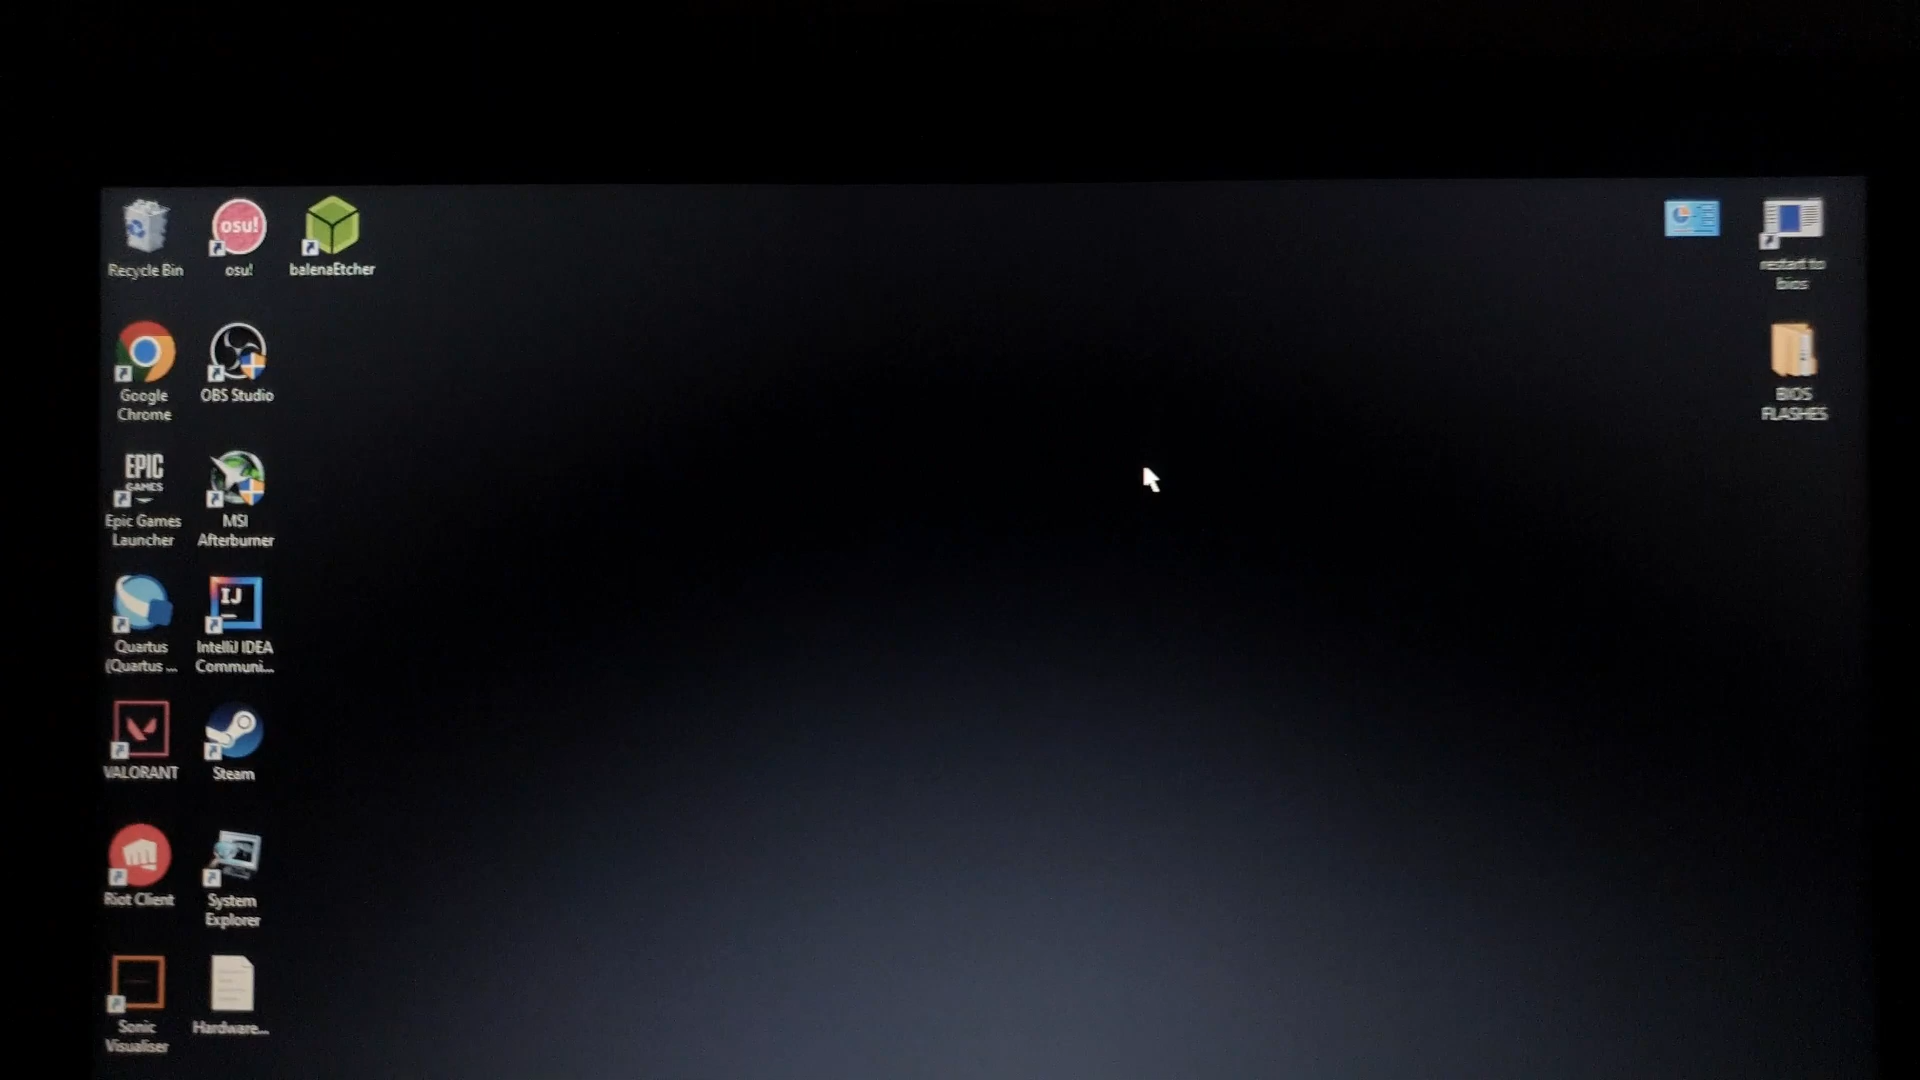 Recycle Bin
osu!
osu!
balenaEtcher
restart to
bios
Google
Chrome
OBS Studio
BIOS
FLASHES
EPIC
GAMES
Epic Games
Launcher
MSI
Afterburner
Quartus
(Quartus ...
IJ
IntelliJ IDEA
Communi...
VALORANT
Steam
Riot Client
System
Explorer
Sonic
Visualiser
Hardware...